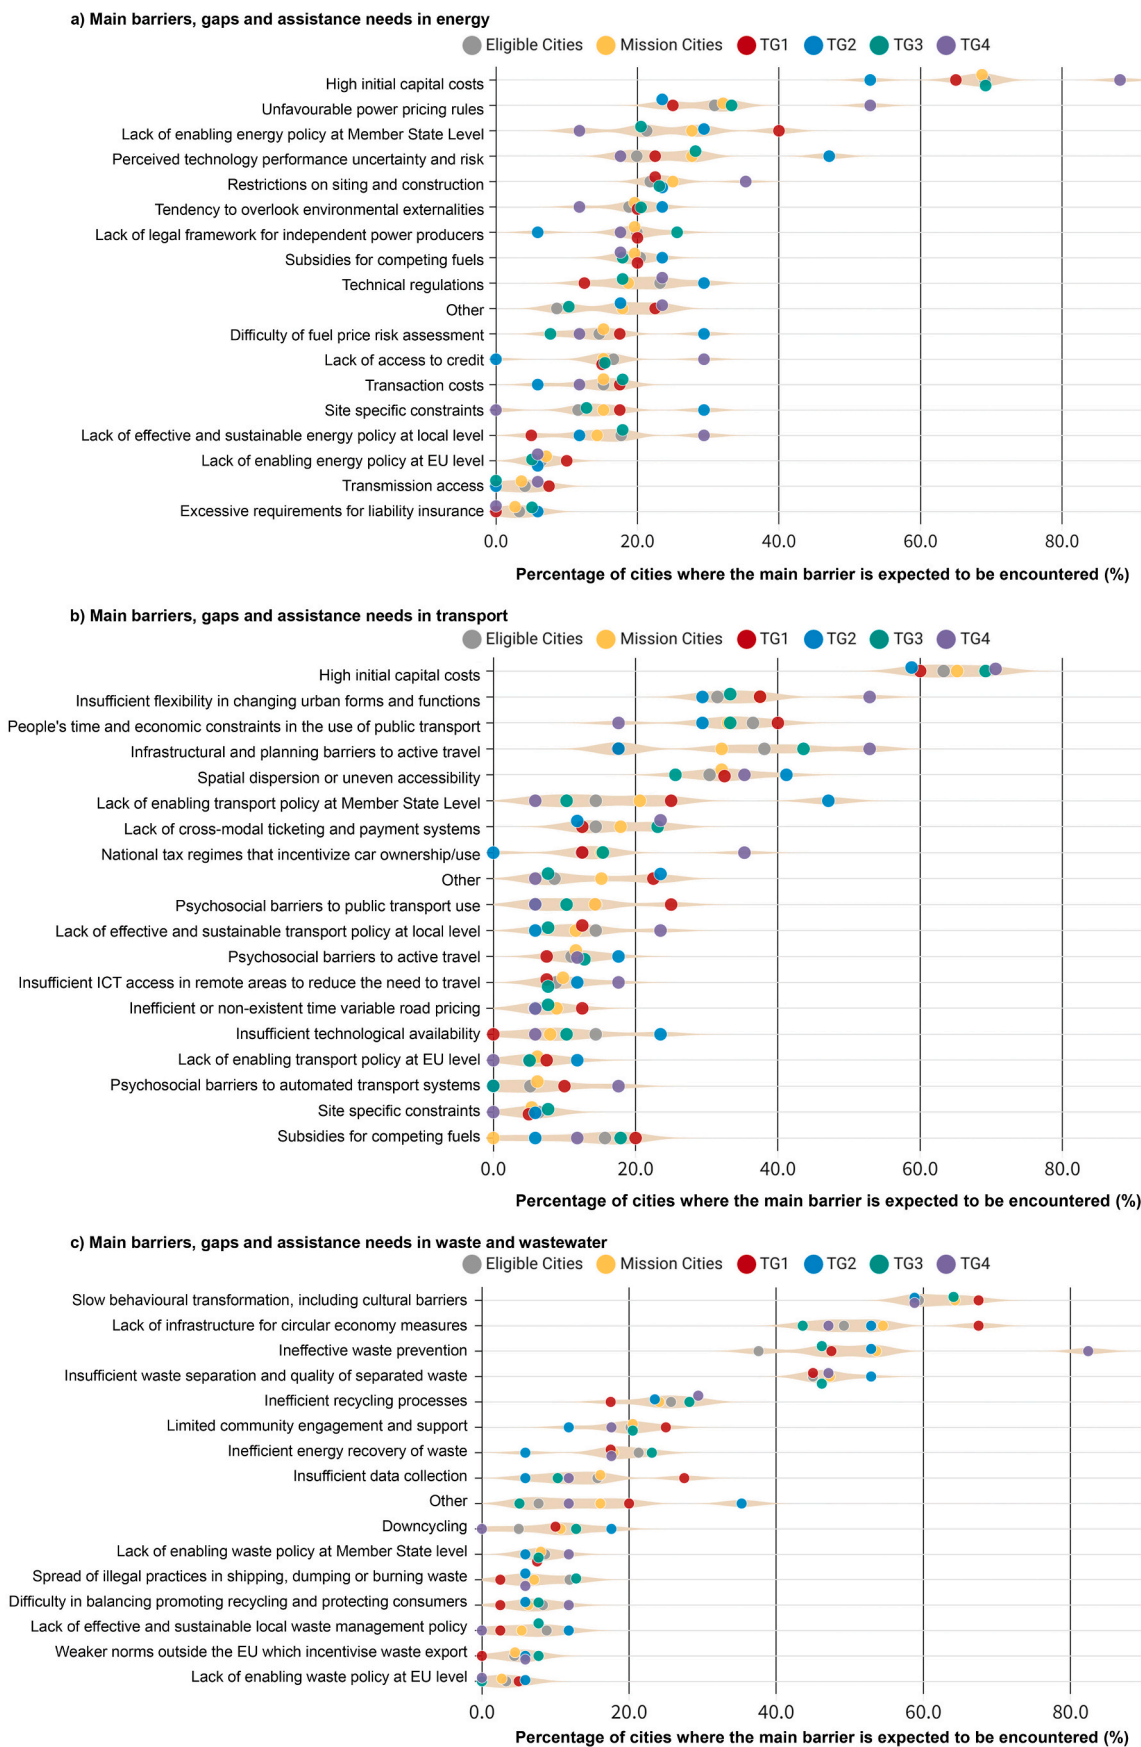 a) Main barriers, gaps and assistance needs in energy
Eligible Cities Mission Cities TG1 TG2 TG3 TG4
High initial capital costs
Unfavourable power pricing rules
Lack of enabling energy policy at Member State Level
Perceived technology performance uncertainty and risk
Restrictions on siting and construction
Tendency to overlook environmental externalities
Lack of legal framework for independent power producers
Subsidies for competing fuels
Technical regulations
Other
Difficulty of fuel price risk assessment
Lack of access to credit
Transaction costs
Site specific constraints
Lack of effective and sustainable energy policy at local level
Lack of enabling energy policy at EU level
Transmission access
Excessive requirements for liability insurance
0.0 20.0 40.0 60.0 80.0
Percentage of cities where the main barrier is expected to be encountered (%)
b) Main barriers, gaps and assistance needs in transport
Eligible Cities Mission Cities TG1 TG2 TG3 TG4
High initial capital costs
Insufficient flexibility in changing urban forms and functions
People's time and economic constraints in the use of public transport
Infrastructural and planning barriers to active travel
Spatial dispersion or uneven accessibility
Lack of enabling transport policy at Member State Level
Lack of cross-modal ticketing and payment systems
National tax regimes that incentivize car ownership/use
Other
Psychosocial barriers to public transport use
Lack of effective and sustainable transport policy at local level
Psychosocial barriers to active travel
Insufficient ICT access in remote areas to reduce the need to travel
Inefficient or non-existent time variable road pricing
Insufficient technological availability
Lack of enabling transport policy at EU level
Psychosocial barriers to automated transport systems
Site specific constraints
Subsidies for competing fuels
0.0 20.0 40.0 60.0 80.0
Percentage of cities where the main barrier is expected to be encountered (%)
c) Main barriers, gaps and assistance needs in waste and wastewater
Eligible Cities Mission Cities TG1 TG2 TG3 TG4
Slow behavioural transformation, including cultural barriers
Lack of infrastructure for circular economy measures
Ineffective waste prevention
Insufficient waste separation and quality of separated waste
Inefficient recycling processes
Limited community engagement and support
Inefficient energy recovery of waste
Insufficient data collection
Other
Downcycling
Lack of enabling waste policy at Member State level
Spread of illegal practices in shipping, dumping or burning waste
Difficulty in balancing promoting recycling and protecting consumers
Lack of effective and sustainable local waste management policy
Weaker norms outside the EU which incentivise waste export
Lack of enabling waste policy at EU level
0.0 20.0 40.0 60.0 80.0
Percentage of cities where the main barrier is expected to be encountered (%)